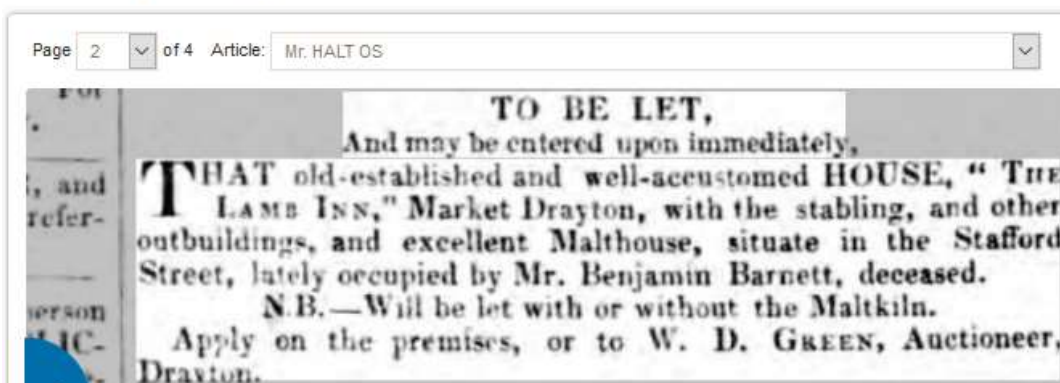 Page 2 of 4 Article: Mr. HALT OS
For
TO BE LET,
And may be entered upon immediately,
THAT old-established and well-accustomed HOUSE, “ THE
, and
LAMB INN,” Market Drayton, with the stabling, and other
refer-
outbuildings, and excellent Malthouse, situate in the Stafford
Street, lately occupied by Mr. Benjamin Barnett, deceased.
N.B.—Will be let with or without the Maltkiln.
Apply on the premises, or to W. D. GREEN, Auctioneer,
Drayton.